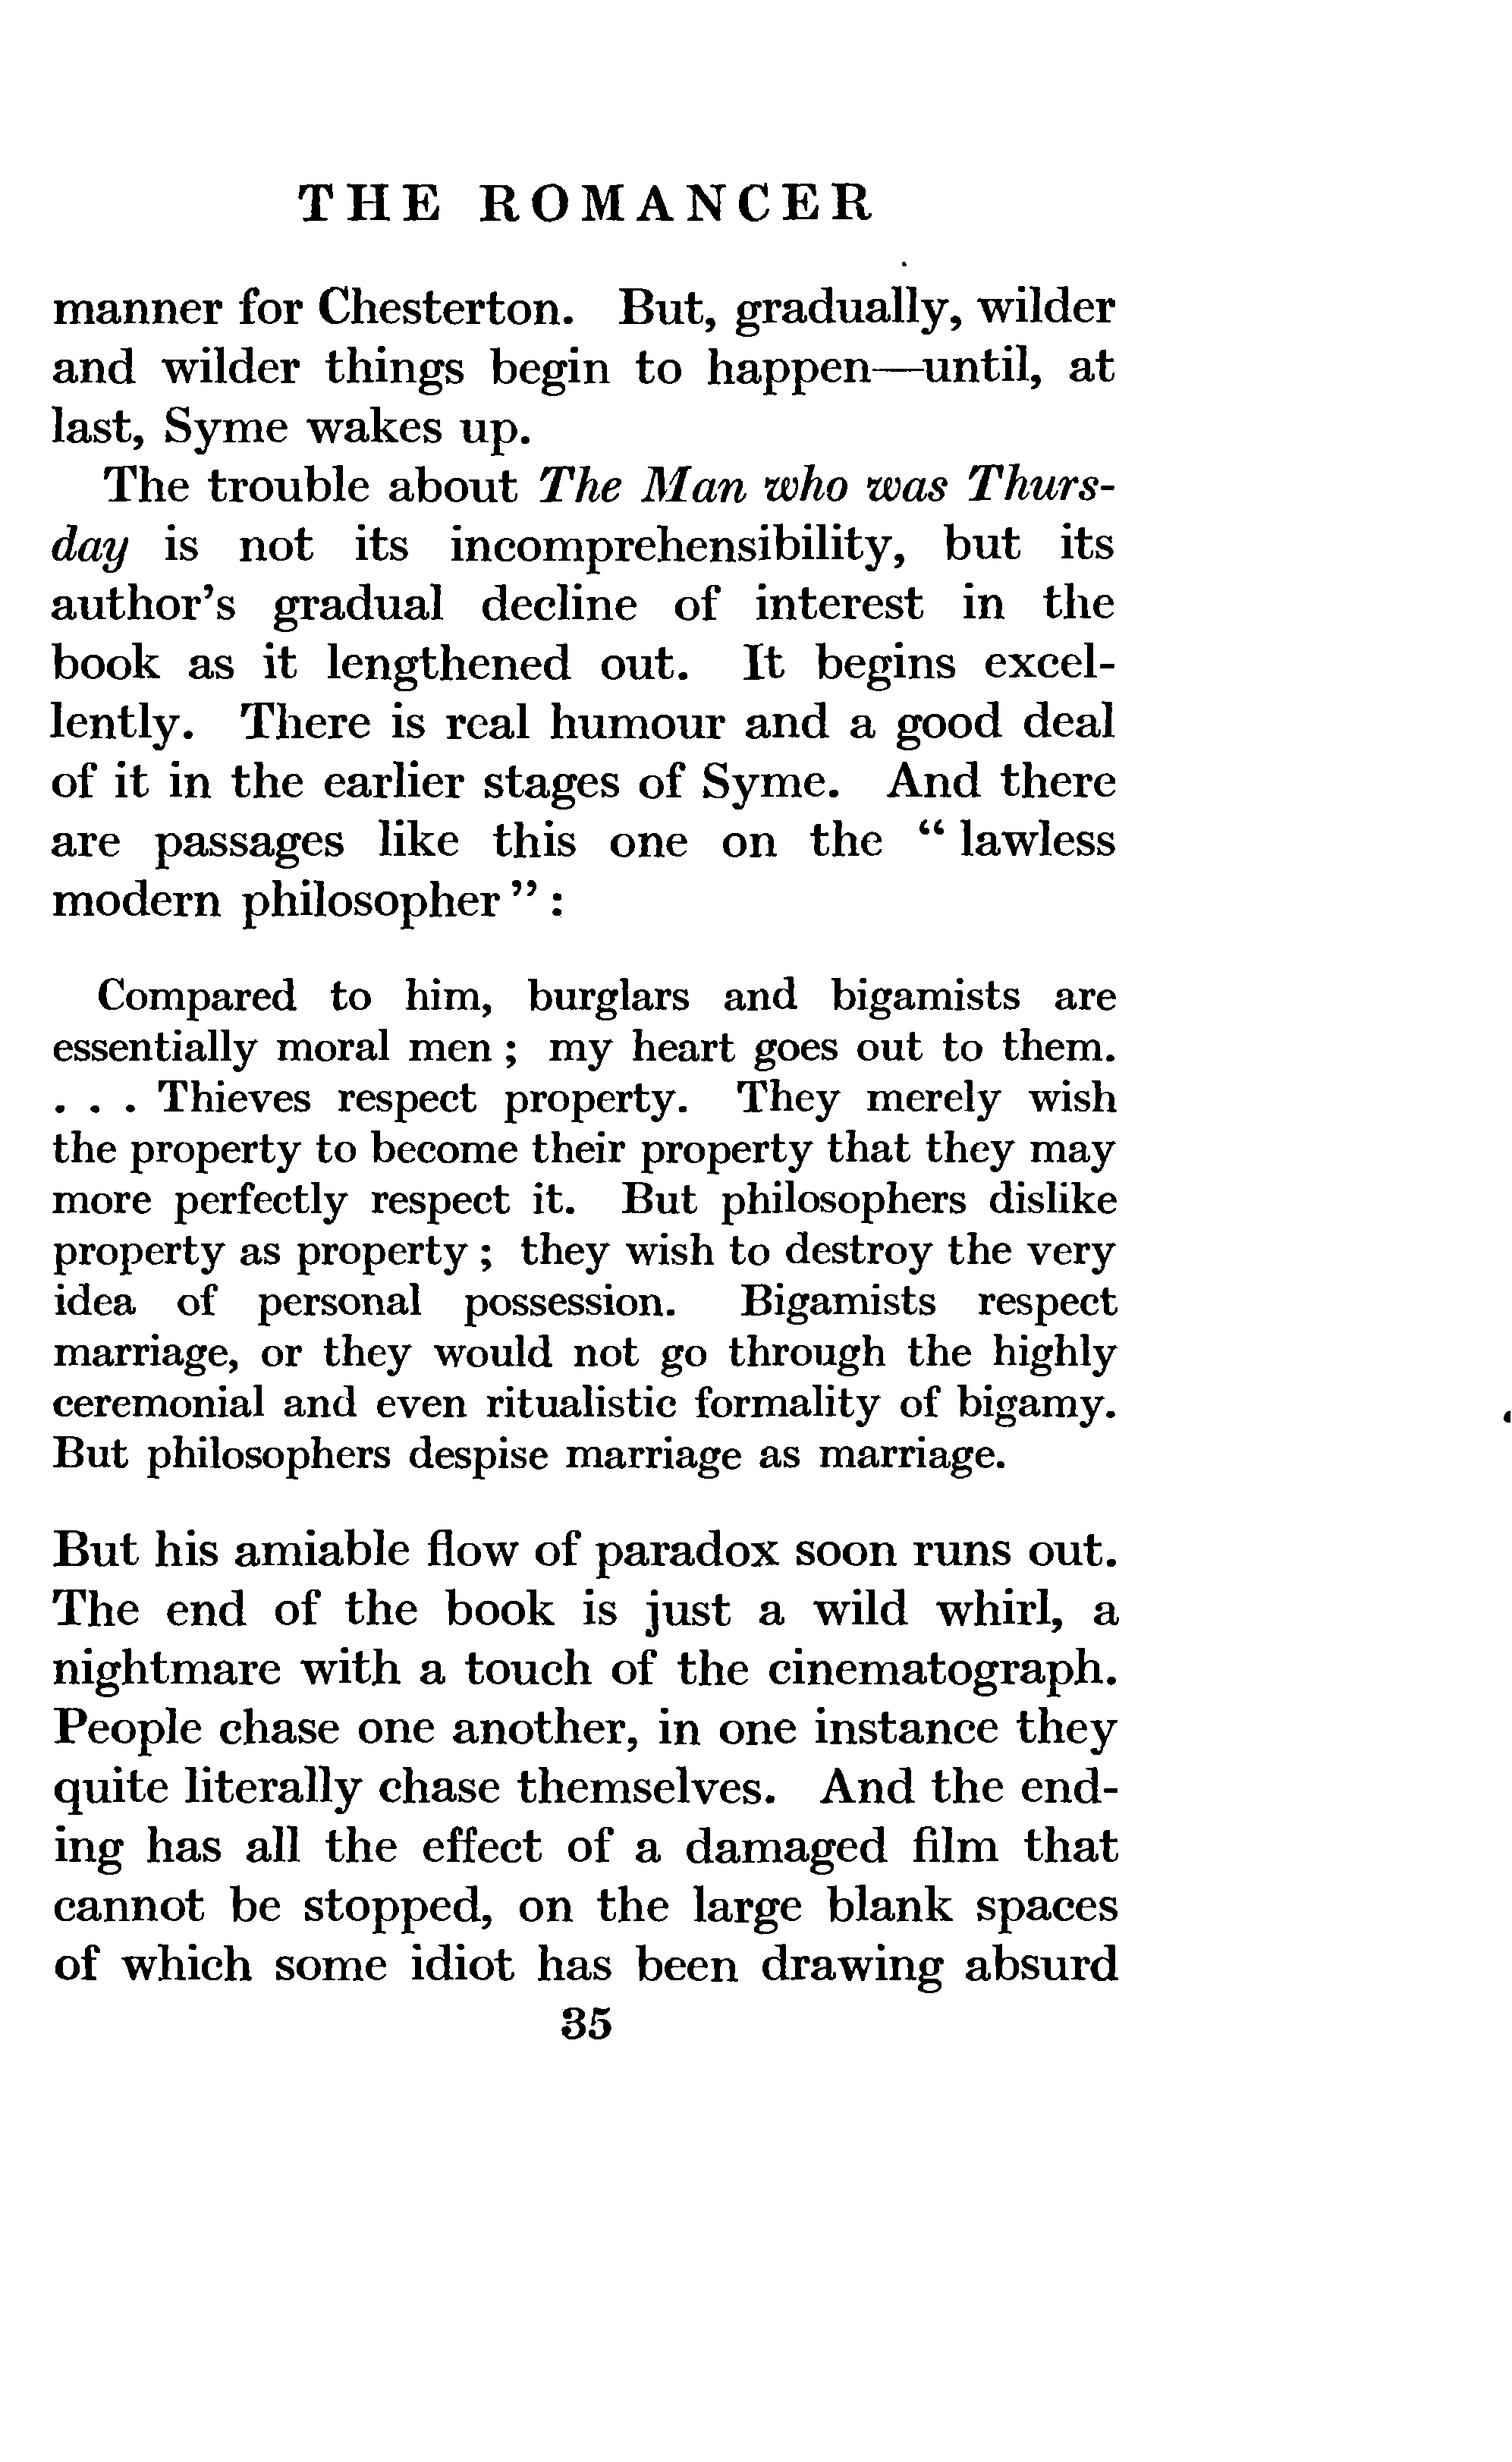 THE ROMANCER
manner for Chesterton. But, gradually, wilder
and wilder things begin to happen—until, at
last, Syme wakes up.
The trouble about The Man who was Thurs-
day is not its incomprehensibility, but its
author's gradual decline of interest in the
book as it lengthened out. It begins excel-
lently. There is real humour and a good deal
of it in the earlier stages of Syme. And there
are passages like this one on the “ lawless
modern philosopher ” :
Compared to him, burglars and bigamists are
essentially moral men ; my heart goes out to them.
. . . Thieves respect property. They merely wish
the property to become their property that they may
more perfectly respect it. But philosophers dislike
property as property ; they wish to destroy the very
idea of personal possession. Bigamists respect
marriage, or they would not go through the highly
ceremonial and even ritualistic formality of bigamy.
But philosophers despise marriage as marriage.
But his amiable flow of paradox soon runs out.
The end of the book is just a wild whirl, a
nightmare with a touch of the cinematograph.
People chase one another, in one instance they
quite literally chase themselves. And the end-
ing has all the effect of a damaged film that
cannot be stopped, on the large blank spaces
of which some idiot has been drawing absurd
35